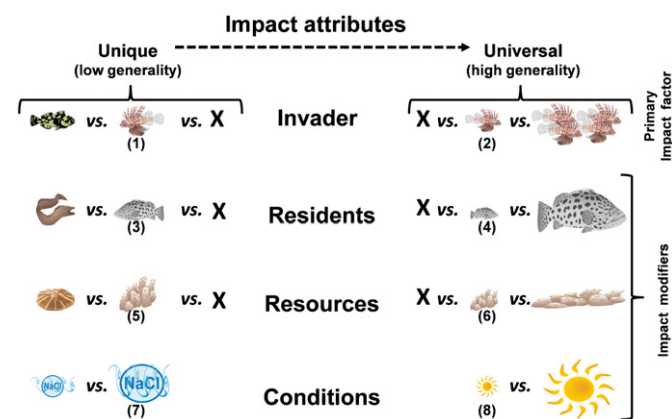 Impact attributes
Unique
(low generality)
Universal
(high generality)
vs. vs. X Invader X vs. vs.
(1) (2)
Primary
Impact factor
vs. vs. X Residents X vs. vs.
(3) (4)
vs. vs. X Resources X vs. vs.
(5) (6)
Impact modifiers
NaCl vs. NaCl Conditions vs.
(7) (8)